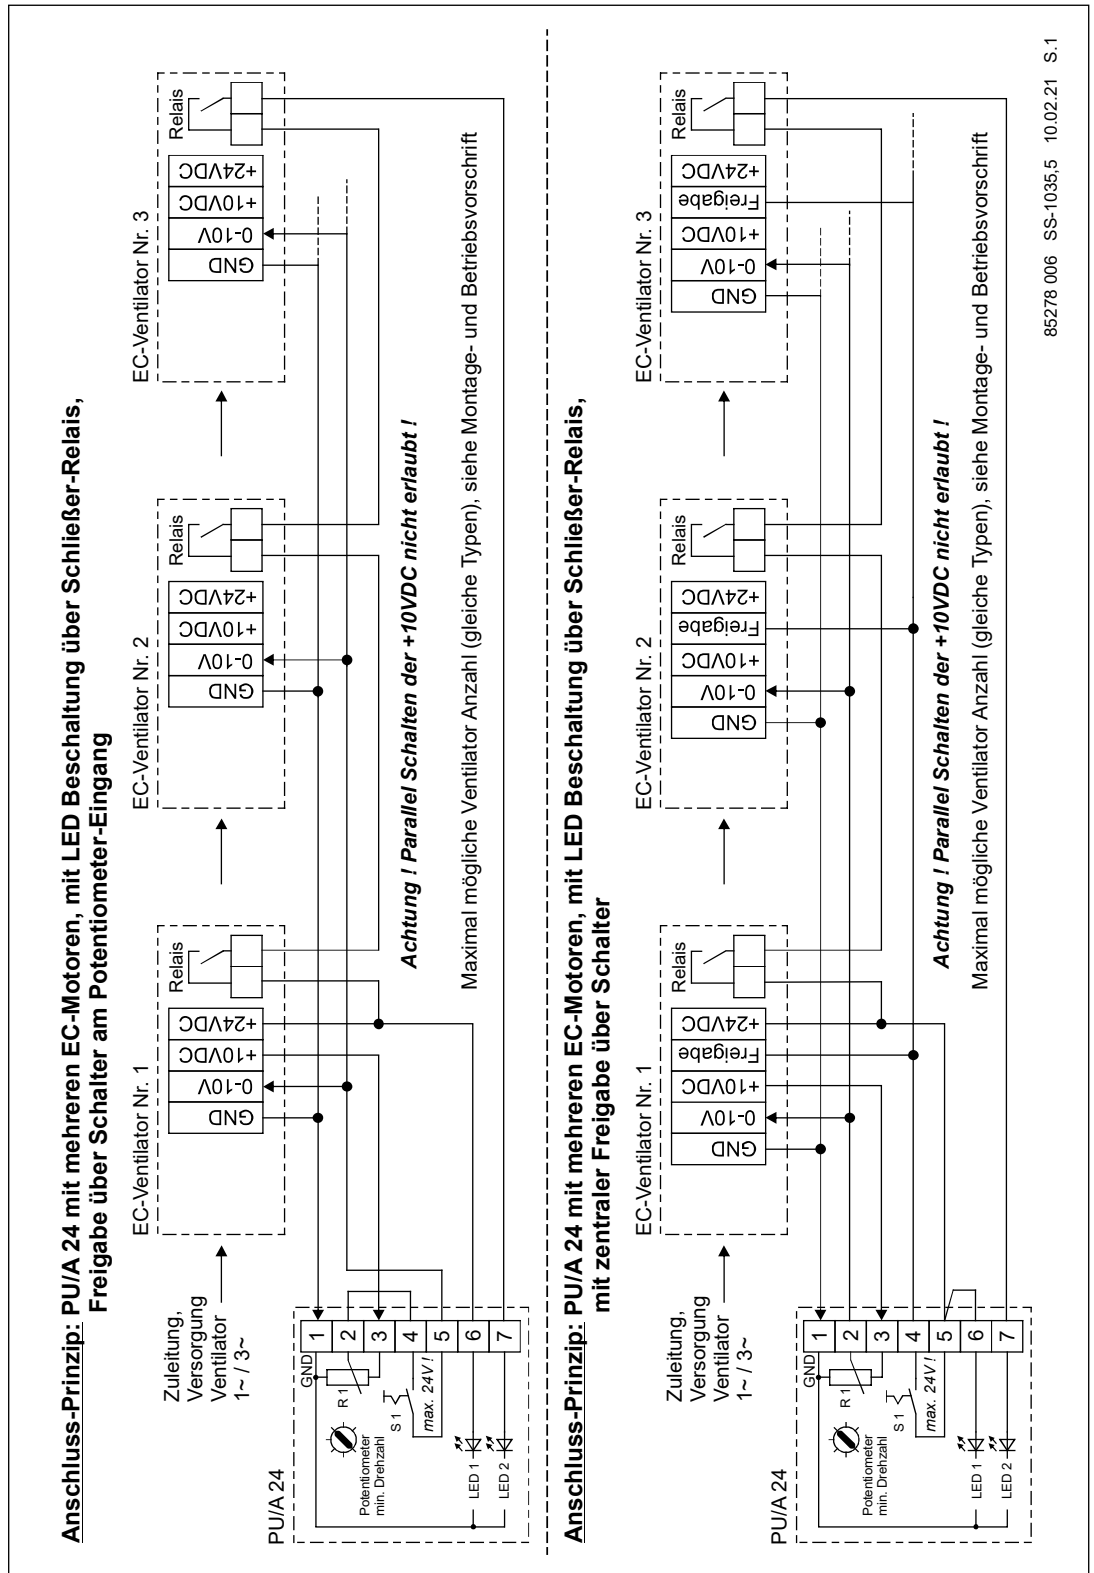 Anschluss-Prinzip: PU/A 24 mit mehreren EC-Motoren, mit LED Beschaltung über Schließer-Relais,
Freigabe über Schalter am Potentiometer-Eingang
Zuleitung,
Versorgung
Ventilator
1~ / 3~
EC-Ventilator Nr. 1
GND
0-10V
+10VDC
+24VDC
Relais
EC-Ventilator Nr. 2
GND
0-10V
+10VDC
+24VDC
Relais
EC-Ventilator Nr. 3
GND
0-10V
+10VDC
+24VDC
Relais
PU/A 24
GND
1
2
3
4
5
6
7
Potentiometer
min. Drehzahl
R 1
S 1
max. 24V !
LED 1
LED 2
Achtung ! Parallel Schalten der +10VDC nicht erlaubt !
Maximal mögliche Ventilator Anzahl (gleiche Typen), siehe Montage- und Betriebsvorschrift
Anschluss-Prinzip: PU/A 24 mit mehreren EC-Motoren, mit LED Beschaltung über Schließer-Relais,
mit zentraler Freigabe über Schalter
Zuleitung,
Versorgung
Ventilator
1~ / 3~
EC-Ventilator Nr. 1
GND
0-10V
+10VDC
Freigabe
+24VDC
Relais
EC-Ventilator Nr. 2
GND
0-10V
+10VDC
Freigabe
+24VDC
Relais
EC-Ventilator Nr. 3
GND
0-10V
+10VDC
Freigabe
+24VDC
Relais
PU/A 24
GND
1
2
3
4
5
6
7
Potentiometer
min. Drehzahl
R 1
S 1
max. 24V !
LED 1
LED 2
Achtung ! Parallel Schalten der +10VDC nicht erlaubt !
Maximal mögliche Ventilator Anzahl (gleiche Typen), siehe Montage- und Betriebsvorschrift
85278 006 SS-1035,5 10.02.21 S.1